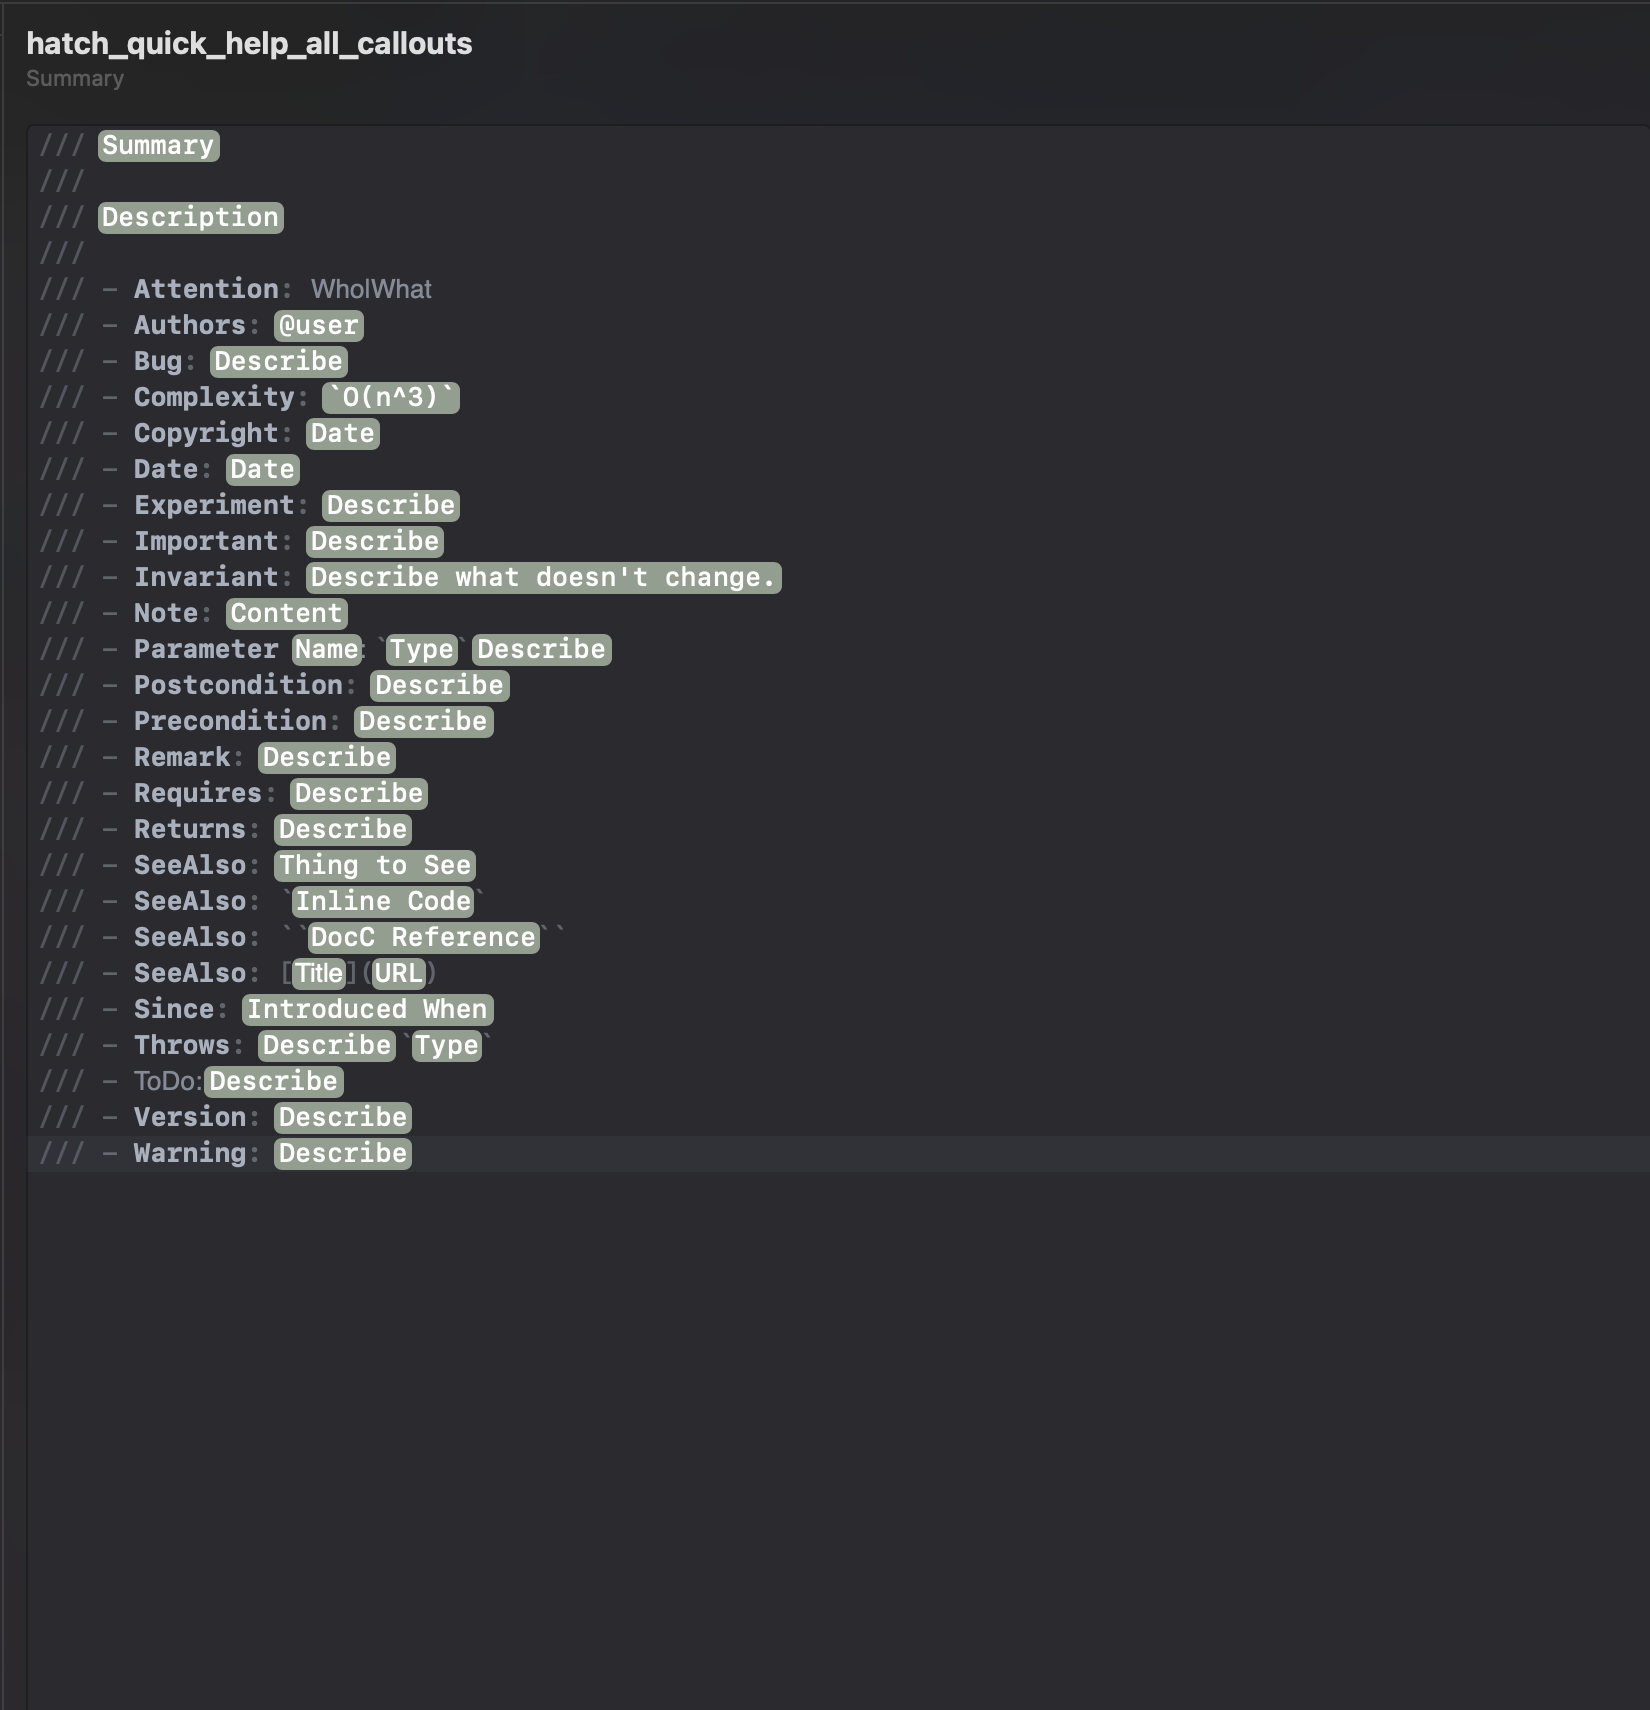 hatch_quick_help_all_callouts
Summary
/// Summary
///
/// Description
///
/// - Attention: Who|What
/// - Authors: @user
/// - Bug: Describe
/// - Complexity: `O(n^3)`
/// - Copyright: Date
/// - Date: Date
/// - Experiment: Describe
/// - Important: Describe
/// - Invariant: Describe what doesn't change.
/// - Note: Content
/// - Parameter Name: `Type` Describe
/// - Postcondition: Describe
/// - Precondition: Describe
/// - Remark: Describe
/// - Requires: Describe
/// - Returns: Describe
/// - SeeAlso: Thing to See
/// - SeeAlso: `Inline Code`
/// - SeeAlso: ``DocC Reference``
/// - SeeAlso: [Title](URL)
/// - Since: Introduced When
/// - Throws: Describe `Type`
/// - ToDo: Describe
/// - Version: Describe
/// - Warning: Describe